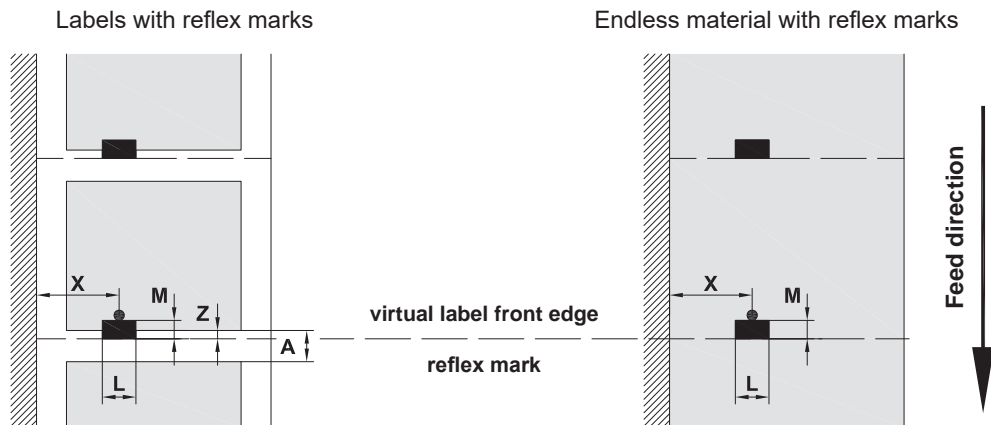 Labels with reflex marks
Endless material with reflex marks
X
M
Z
A
L
virtual label front edge
reflex mark
X
M
L
Feed direction